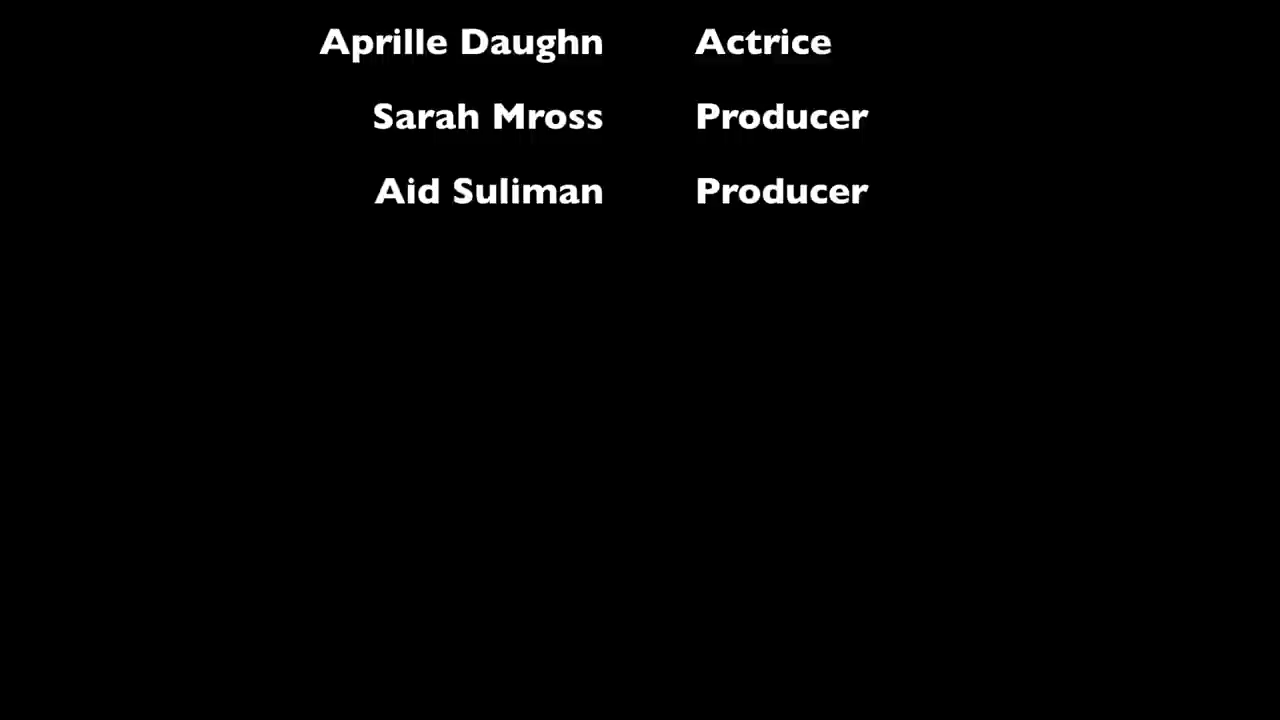 Aprille Daughn Actrice
Sarah Mross Producer
Aid Suliman Producer